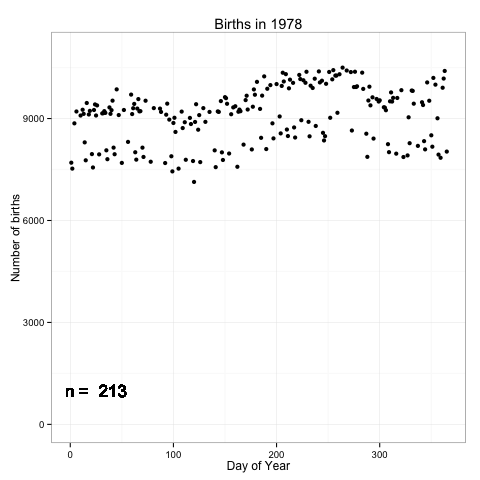 Births in 1978
Number of births
9000
6000
3000
0
n = 213
0 100 200 300
Day of Year